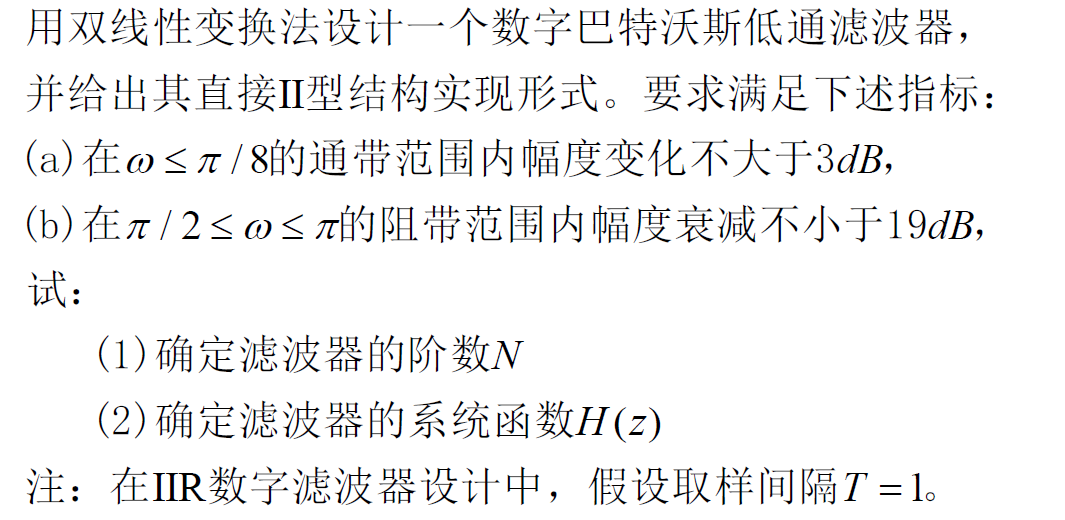 用双线性变换法设计一个数字巴特沃斯低通滤波器，
并给出其直接II型结构实现形式。要求满足下述指标：
(a)在ω≤π/8的通带范围内幅度变化不大于3dB，
(b)在π/2≤ω≤π的阻带范围内幅度衰减不小于19dB，
试：
(1)确定滤波器的阶数N
(2)确定滤波器的系统函数H(z)
注：在IIR数字滤波器设计中，假设取样间隔T=1。